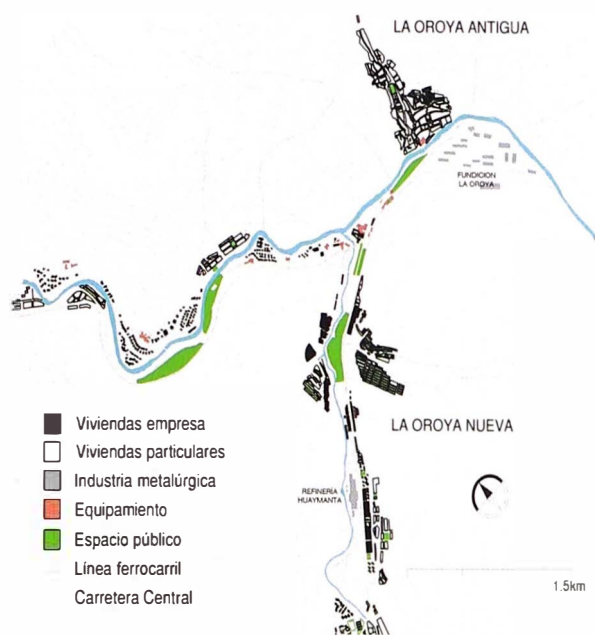 LA OROYA ANTIGUA
FUNDICION
LA OROYA
LA OROYA NUEVA
REFINERÍA
HUAYMANTA
Viviendas empresa
Viviendas particulares
Industria metalúrgica
Equipamiento
Espacio público
Línea ferrocarril
Carretera Central
1.5km